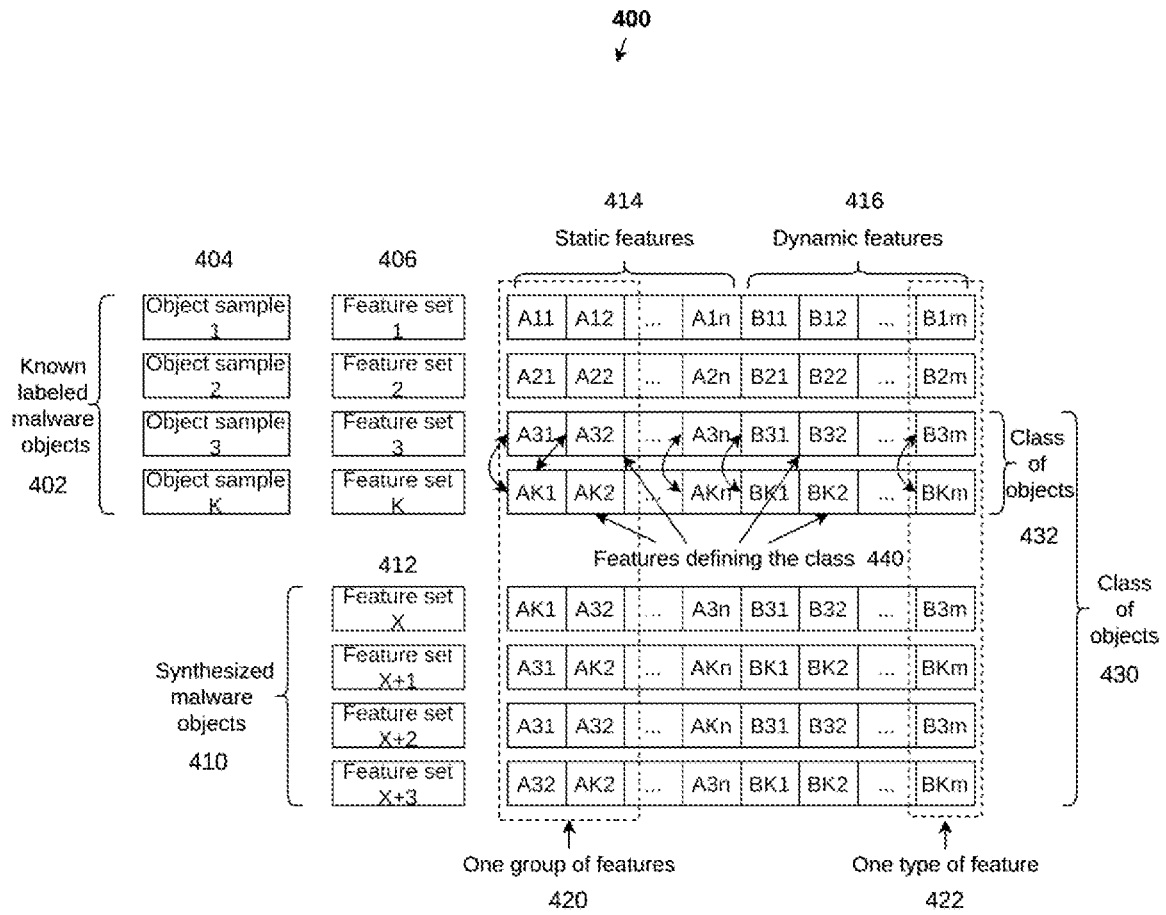 400
414 416
Static features Dynamic features
404 406
Object sample 1 Feature set 1 A11 A12 ... A1n B11 B12 ... B1m
Object sample 2 Feature set 2 A21 A22 ... A2n B21 B22 ... B2m
Object sample 3 Feature set 3 A31 A32 ... A3n B31 B32 ... B3m
Object sample K Feature set K AK1 AK2 ... AKn BK1 BK2 ... BKm
Known
labeled
malware
objects
402
Class
of
objects
432
Features defining the class 440
412
Feature set X AK1 A32 ... A3n B31 B32 ... B3m
Feature set X+1 A31 AK2 ... AKn BK1 BK2 ... BKm
Feature set X+2 A31 A32 ... AKn B31 B32 ... B3m
Feature set X+3 A32 AK2 ... A3n BK1 BK2 ... BKm
Synthesized
malware
objects
410
Class
of
objects
430
One group of features One type of feature
420 422